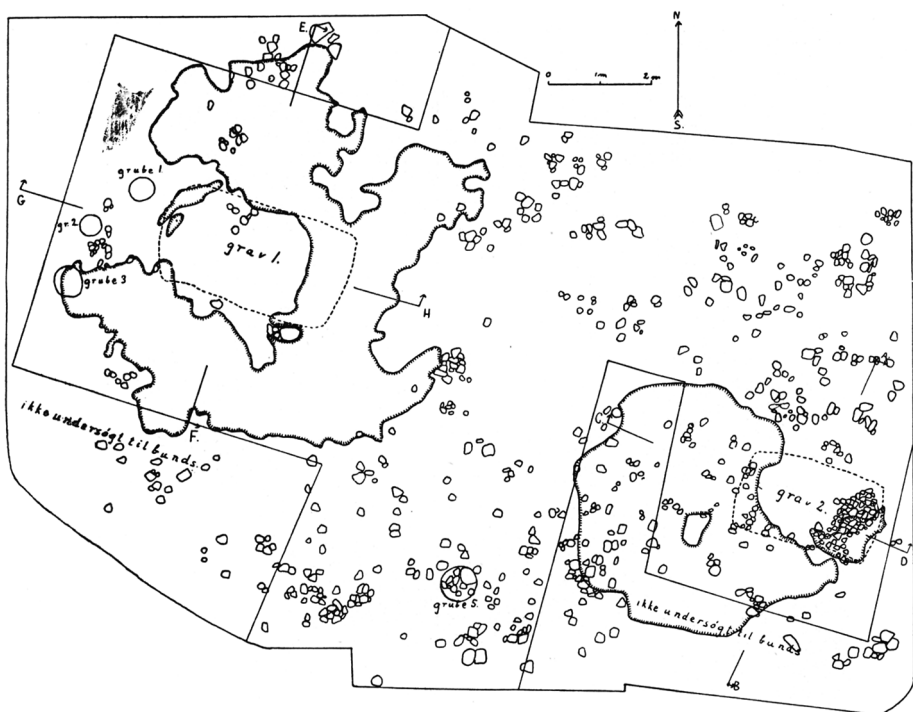 N
E.
0 1m 2m
S.
grube 1.
G
gr.2.
grav 1.
grube 3
H
F.
ikke undersøgt til bunds.
grav 2.
grube 5.
ikke undersøgt til bunds
B